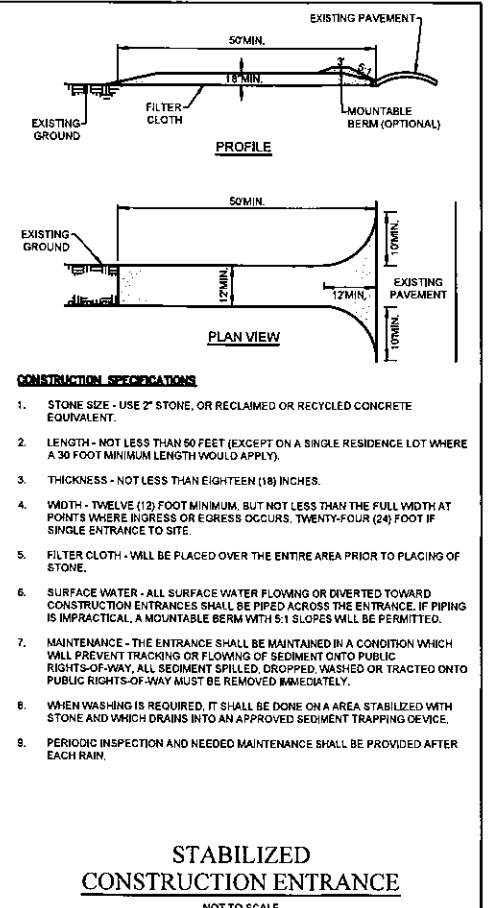 EXISTING PAVEMENT
50'MIN.
3'
5:1
18"MIN.
EXISTING
GROUND
FILTER
CLOTH
MOUNTABLE
BERM (OPTIONAL)
PROFILE
50'MIN.
EXISTING
GROUND
10'MIN.
12'MIN.
12'MIN.
EXISTING
PAVEMENT
10'MIN.
PLAN VIEW
CONSTRUCTION SPECIFICATIONS
1. STONE SIZE - USE 2" STONE, OR RECLAIMED OR RECYCLED CONCRETE
EQUIVALENT.
2. LENGTH - NOT LESS THAN 50 FEET (EXCEPT ON A SINGLE RESIDENCE LOT WHERE
A 30 FOOT MINIMUM LENGTH WOULD APPLY).
3. THICKNESS - NOT LESS THAN EIGHTEEN (18) INCHES.
4. WIDTH - TWELVE (12) FOOT MINIMUM, BUT NOT LESS THAN THE FULL WIDTH AT
POINTS WHERE INGRESS OR EGRESS OCCURS. TWENTY-FOUR (24) FOOT IF
SINGLE ENTRANCE TO SITE.
5. FILTER CLOTH - WILL BE PLACED OVER THE ENTIRE AREA PRIOR TO PLACING OF
STONE.
6. SURFACE WATER - ALL SURFACE WATER FLOWING OR DIVERTED TOWARD
CONSTRUCTION ENTRANCES SHALL BE PIPED ACROSS THE ENTRANCE. IF PIPING
IS IMPRACTICAL, A MOUNTABLE BERM WITH 5:1 SLOPES WILL BE PERMITTED.
7. MAINTENANCE - THE ENTRANCE SHALL BE MAINTAINED IN A CONDITION WHICH
WILL PREVENT TRACKING OR FLOWING OF SEDIMENT ONTO PUBLIC
RIGHTS-OF-WAY, ALL SEDIMENT SPILLED, DROPPED, WASHED OR TRACTED ONTO
PUBLIC RIGHTS-OF-WAY MUST BE REMOVED IMMEDIATELY.
8. WHEN WASHING IS REQUIRED, IT SHALL BE DONE ON A AREA STABILIZED WITH
STONE AND WHICH DRAINS INTO AN APPROVED SEDIMENT TRAPPING DEVICE.
9. PERIODIC INSPECTION AND NEEDED MAINTENANCE SHALL BE PROVIDED AFTER
EACH RAIN.
STABILIZED
CONSTRUCTION ENTRANCE
NOT TO SCALE